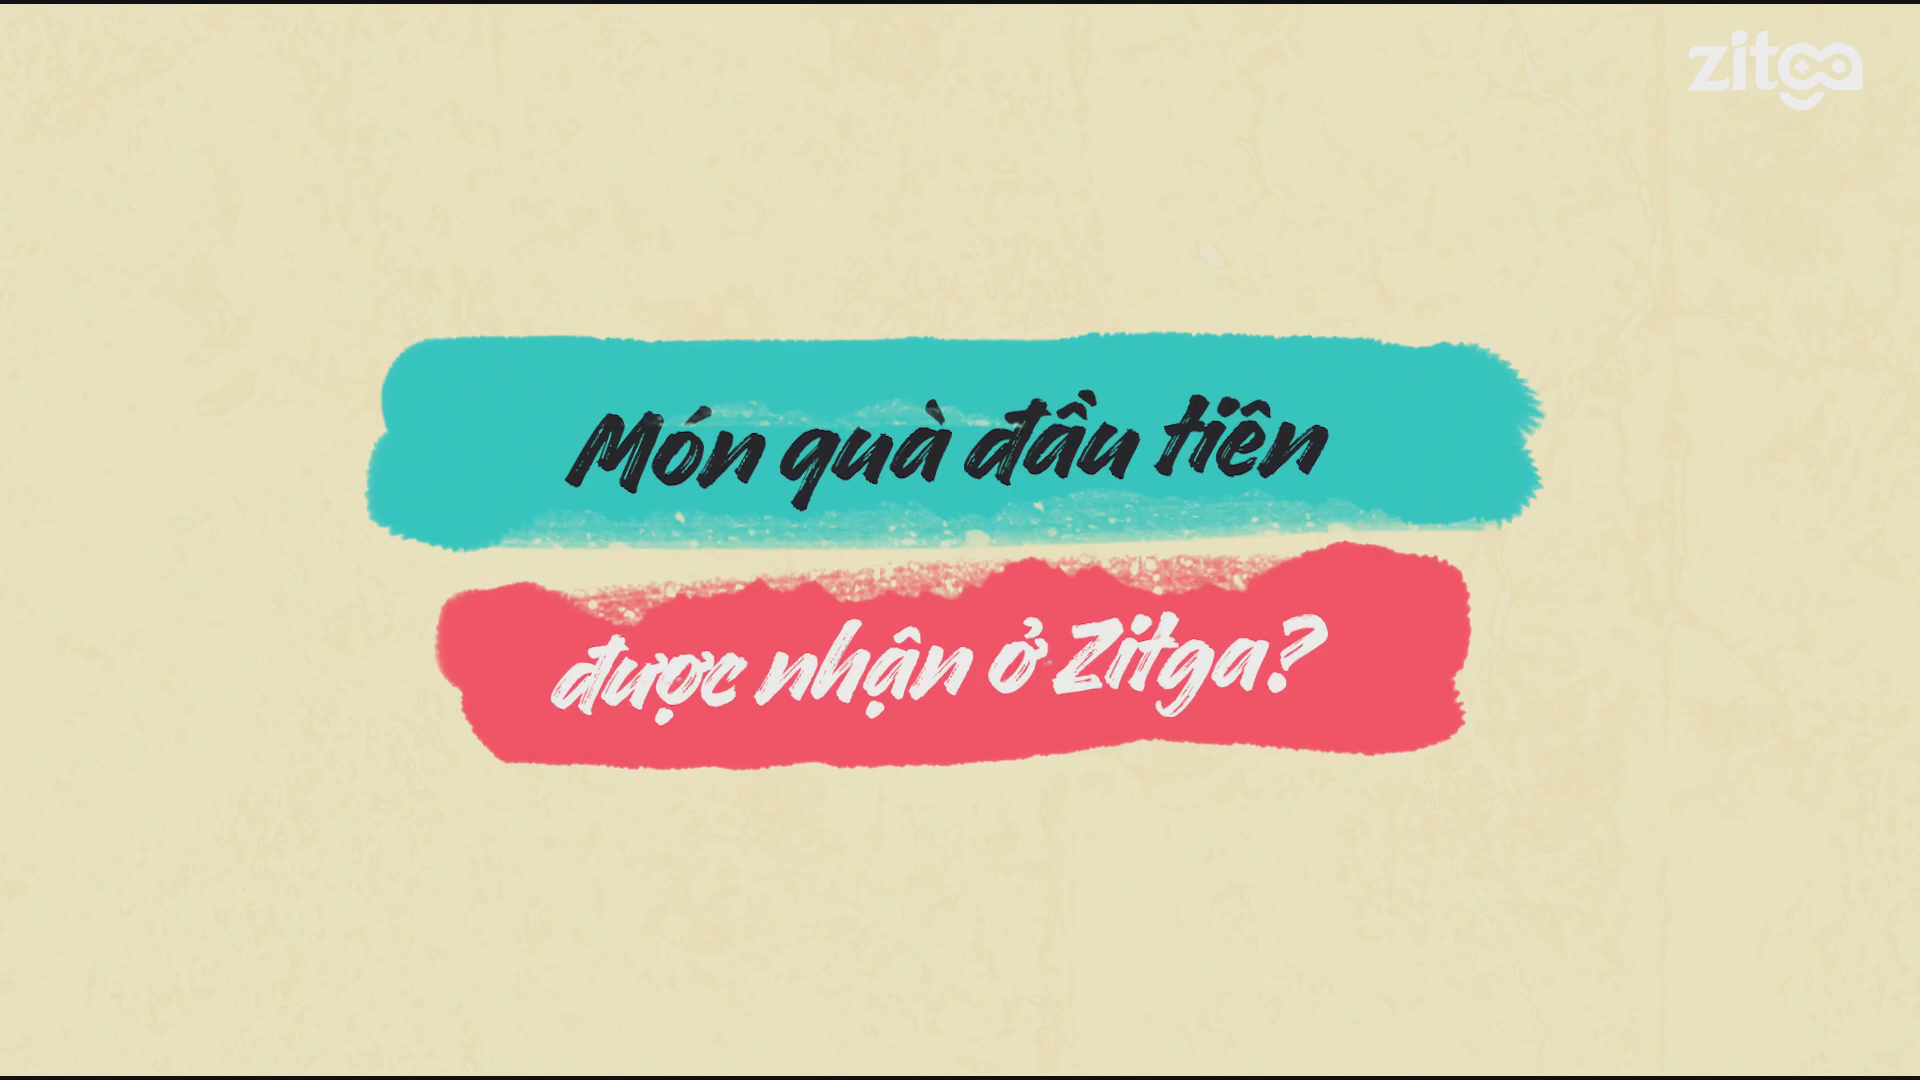 zitga
Món quà đầu tiên
được nhận ở Zitga?